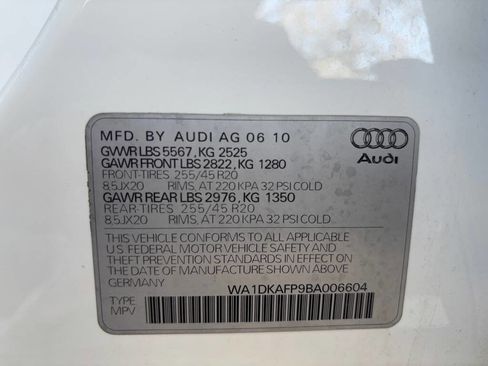 MFD. BY AUDI AG 06 10
GVWR LBS 5567, KG 2525
GAWR FRONT LBS 2822, KG 1280
FRONT-TIRES 255/45 R20
8,5JX20 RIMS, AT 220 KPA 32 PSI COLD
GAWR REAR LBS 2976, KG 1350
REAR-TIRES 255/45 R20
8,5JX20 RIMS, AT 220 KPA 32 PSI COLD
Audi
THIS VEHICLE CONFORMS TO ALL APPLICABLE
U.S. FEDERAL MOTOR VEHICLE SAFETY AND
THEFT PREVENTION STANDARDS IN EFFECT ON
THE DATE OF MANUFACTURE SHOWN ABOVE.
GERMANY WA1DKAFP9BA006604
TYPE
MPV